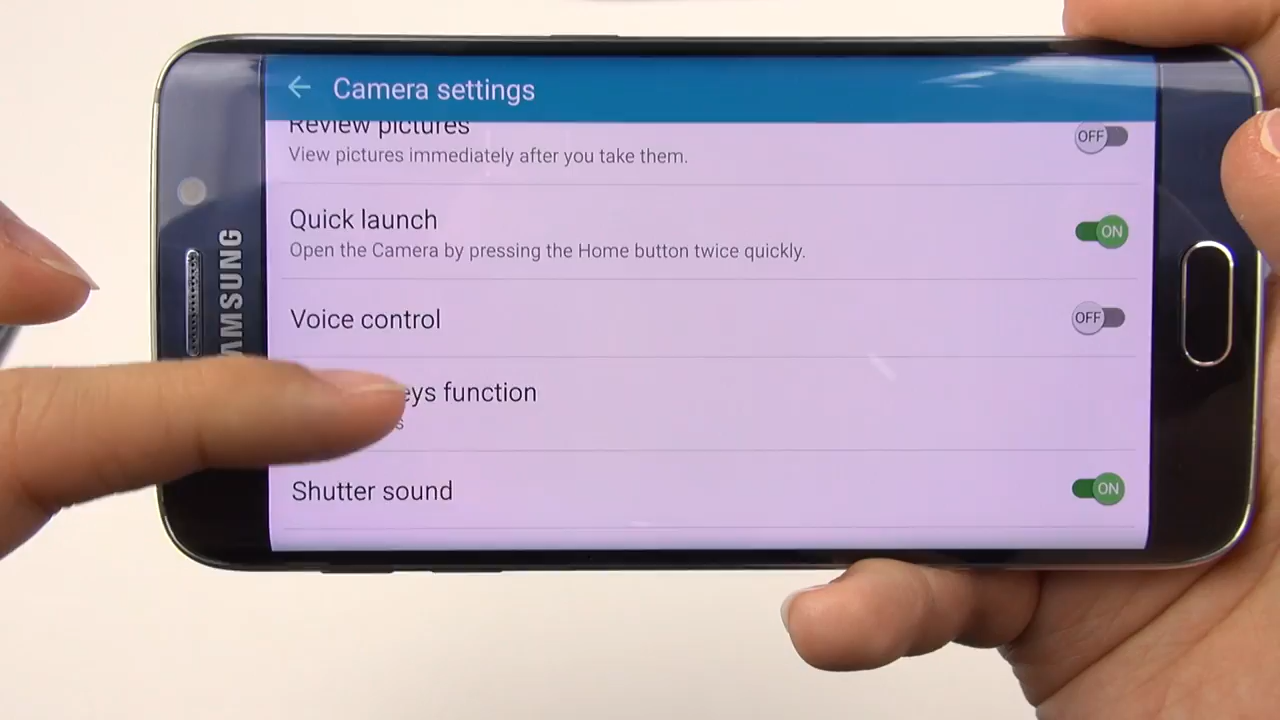 Camera settings
Review pictures
OFF
View pictures immediately after you take them.
Quick launch
ON
Open the Camera by pressing the Home button twice quickly.
Voice control
OFF
function
Shutter sound
ON
SAMSUNG